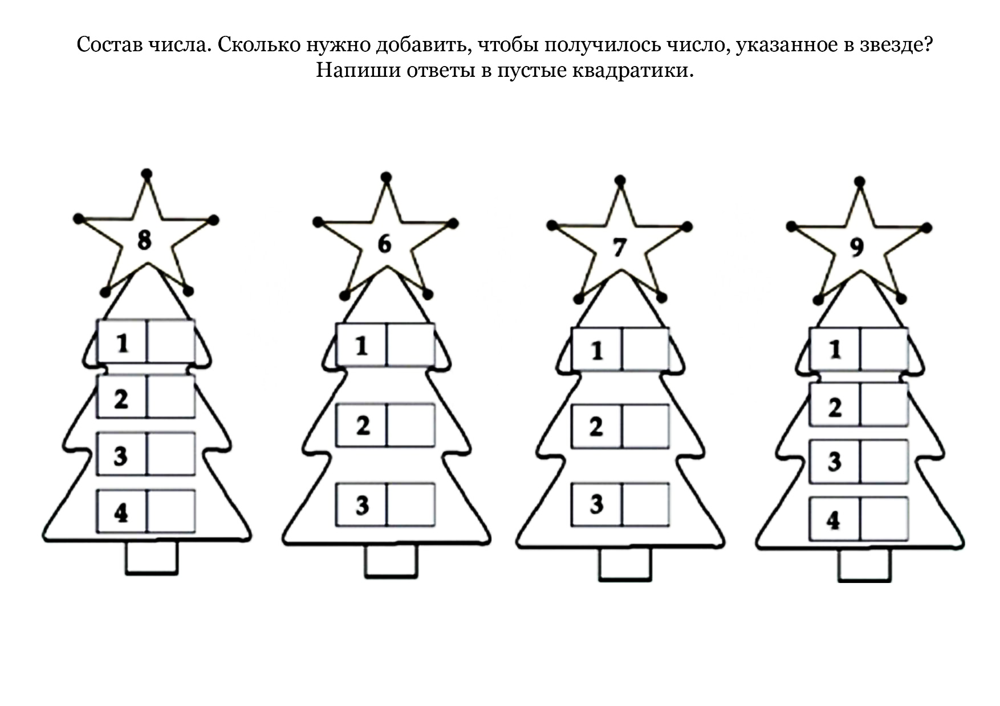 Состав числа. Сколько нужно добавить, чтобы получилось число, указанное в звезде?
Напиши ответы в пустые квадратики.
8 6 7 9
1 1 1 1
2 2 2 2
3 3 3 3
4 4